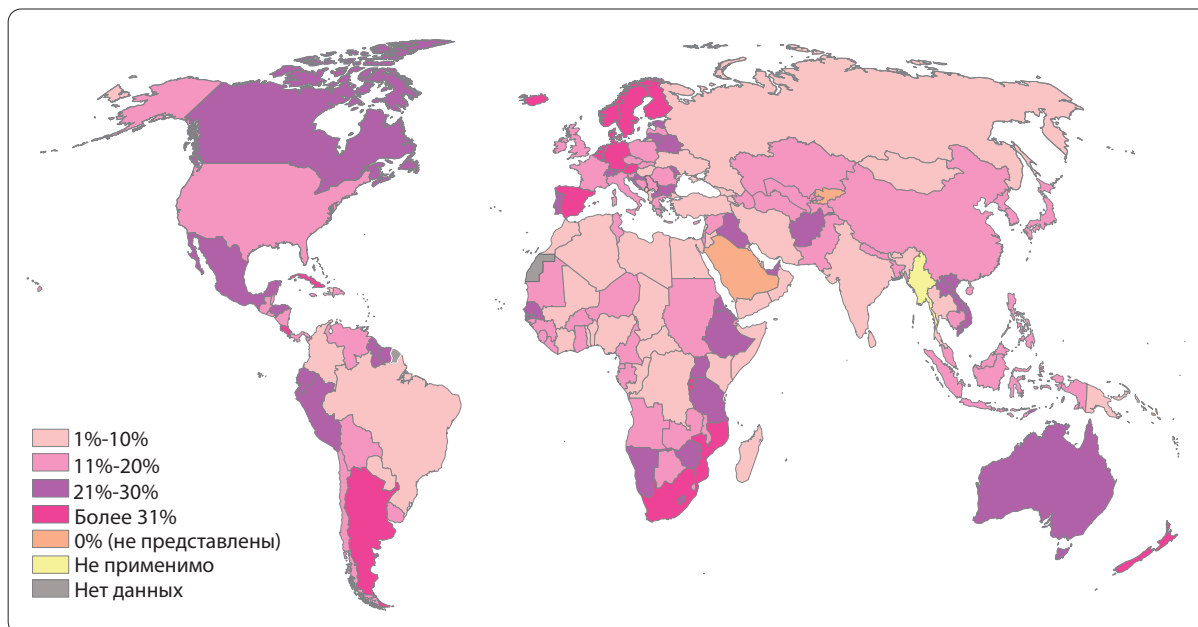 1%-10%
11%-20%
21%-30%
Более 31%
0% (не представлены)
Не применимо
Нет данных